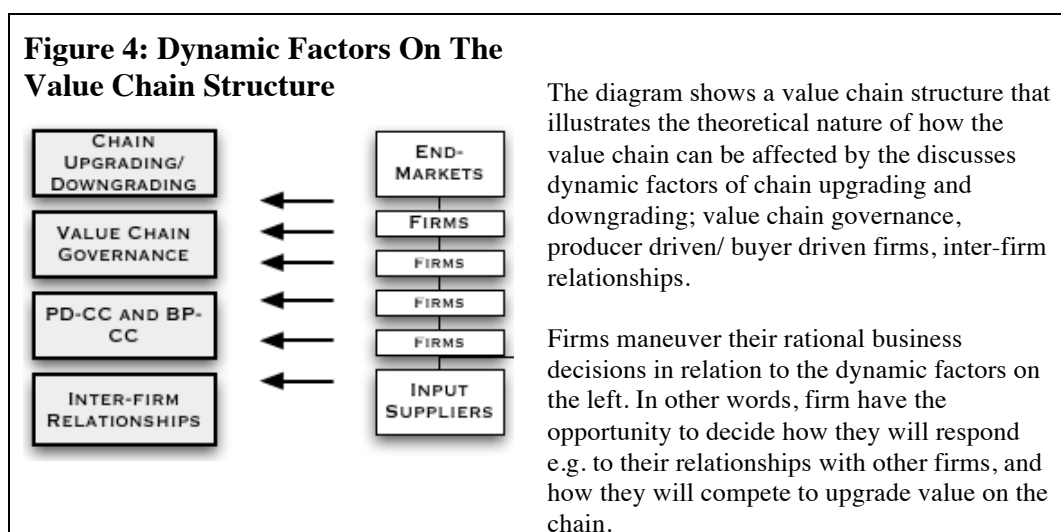 Figure 4: Dynamic Factors On The
Value Chain Structure
CHAIN
UPGRADING/
DOWNGRADING
VALUE CHAIN
GOVERNANCE
PD-CC AND BP-
CC
INTER-FIRM
RELATIONSHIPS
END-
MARKETS
FIRMS
FIRMS
FIRMS
FIRMS
INPUT
SUPPLIERS
The diagram shows a value chain structure that
illustrates the theoretical nature of how the
value chain can be affected by the discusses
dynamic factors of chain upgrading and
downgrading; value chain governance,
producer driven/ buyer driven firms, inter-firm
relationships.
Firms maneuver their rational business
decisions in relation to the dynamic factors on
the left. In other words, firm have the
opportunity to decide how they will respond
e.g. to their relationships with other firms, and
how they will compete to upgrade value on the
chain.